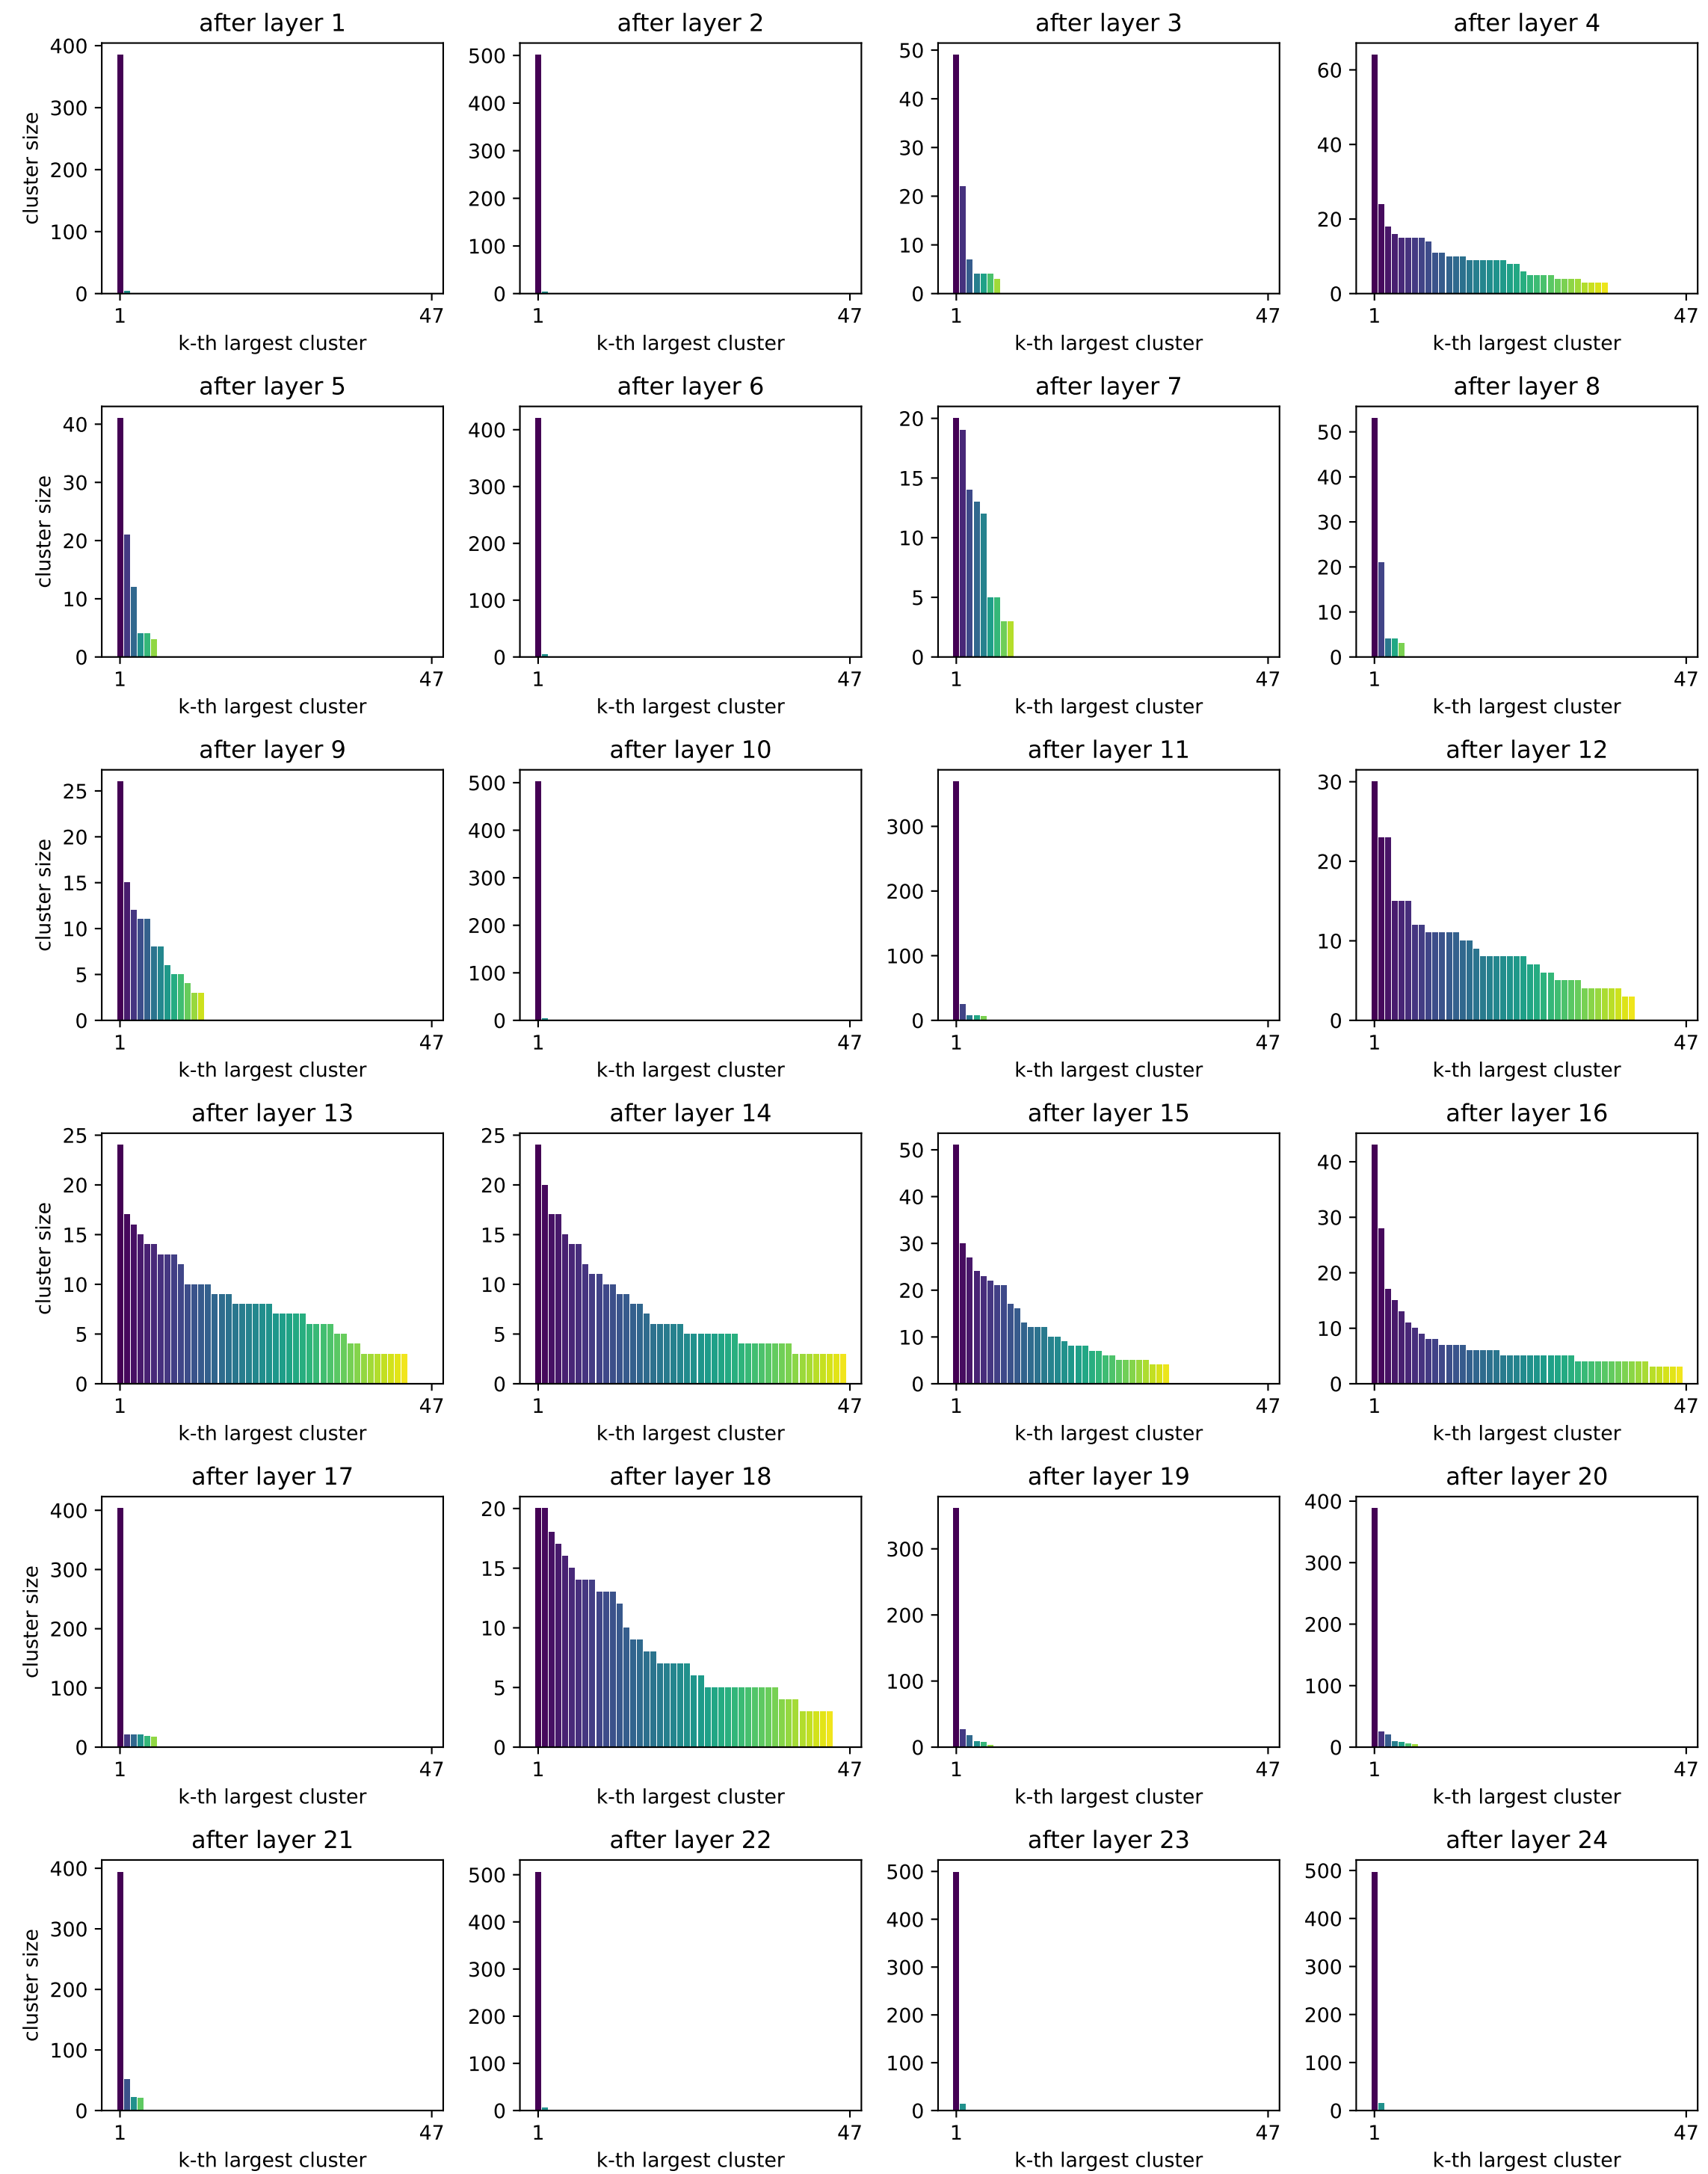 after layer 1
400
300
200
100
0
cluster size
1 47
k-th largest cluster
after layer 2
500
400
300
200
100
0
1 47
k-th largest cluster
after layer 3
50
40
30
20
10
0
1 47
k-th largest cluster
after layer 4
60
40
20
0
1 47
k-th largest cluster
after layer 5
40
30
20
10
0
cluster size
1 47
k-th largest cluster
after layer 6
400
300
200
100
0
1 47
k-th largest cluster
after layer 7
20
15
10
5
0
1 47
k-th largest cluster
after layer 8
50
40
30
20
10
0
1 47
k-th largest cluster
after layer 9
25
20
15
10
5
0
cluster size
1 47
k-th largest cluster
after layer 10
500
400
300
200
100
0
1 47
k-th largest cluster
after layer 11
300
200
100
0
1 47
k-th largest cluster
after layer 12
30
20
10
0
1 47
k-th largest cluster
after layer 13
25
20
15
10
5
0
cluster size
1 47
k-th largest cluster
after layer 14
25
20
15
10
5
0
1 47
k-th largest cluster
after layer 15
50
40
30
20
10
0
1 47
k-th largest cluster
after layer 16
40
30
20
10
0
1 47
k-th largest cluster
after layer 17
400
300
200
100
0
cluster size
1 47
k-th largest cluster
after layer 18
20
15
10
5
0
1 47
k-th largest cluster
after layer 19
300
200
100
0
1 47
k-th largest cluster
after layer 20
400
300
200
100
0
1 47
k-th largest cluster
after layer 21
400
300
200
100
0
cluster size
1 47
k-th largest cluster
after layer 22
500
400
300
200
100
0
1 47
k-th largest cluster
after layer 23
500
400
300
200
100
0
1 47
k-th largest cluster
after layer 24
500
400
300
200
100
0
1 47
k-th largest cluster